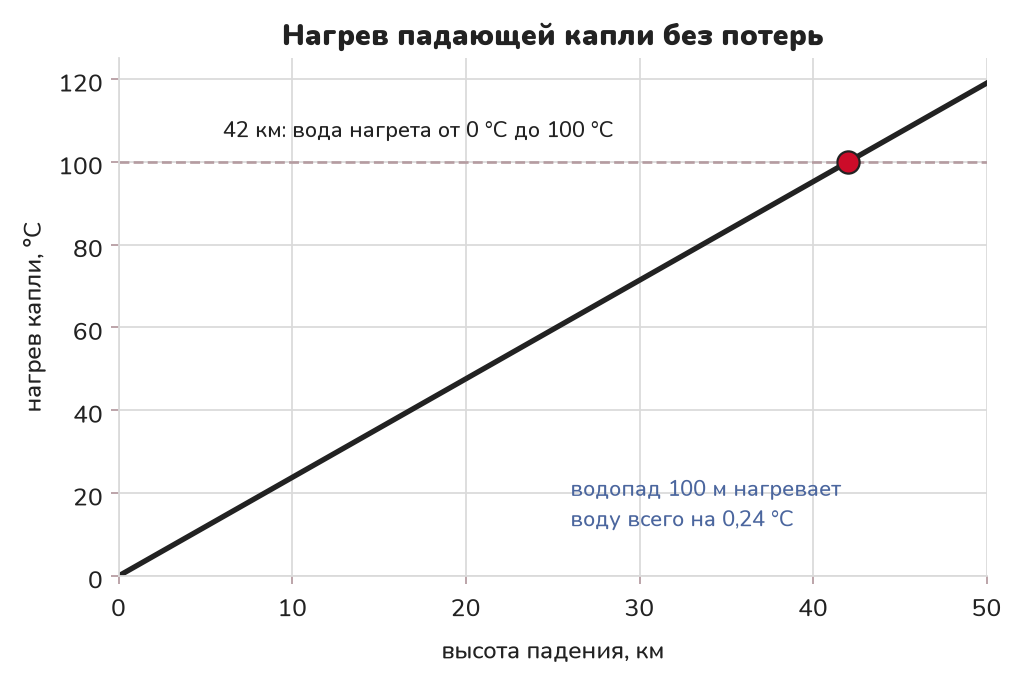 Нагрев падающей капли без потерь
120
42 км: вода нагрета от 0 °C до 100 °C
100
80
нагрев капли, °C
60
40
водопад 100 м нагревает
20
воду всего на 0,24 °C
0
0 10 20 30 40 50
высота падения, км